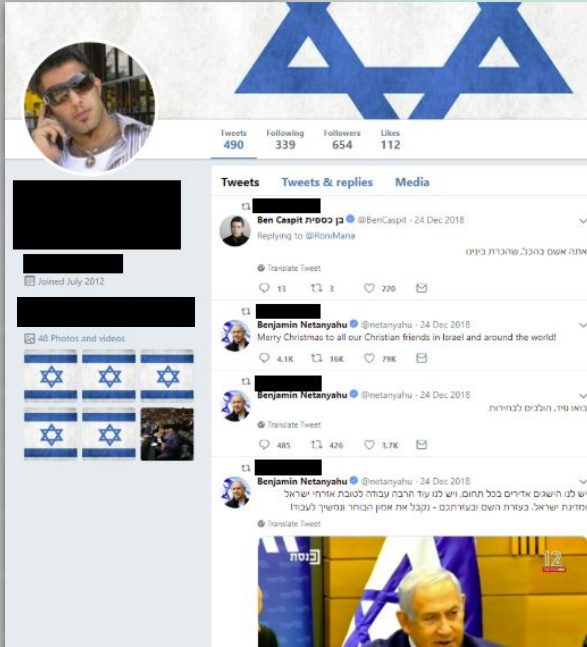 Tweets Following Followers Likes
490 339 654 112
Tweets Tweets & replies Media
Joined July 2012
48 Photos and videos
Ben Caspit בן כספית @BenCaspit · 24 Dec 2018
Replying to @RoniMana
אתה אשם בהכל, שהכרת בינינו
Translate Tweet
13 3 220
Benjamin Netanyahu @netanyahu · 24 Dec 2018
Merry Christmas to all our Christian friends in Israel and around the world!
4.1K 16K 79K
Benjamin Netanyahu @netanyahu · 24 Dec 2018
בואו פיד, הולכים לבחירות
Translate Tweet
485 426 3.7K
Benjamin Netanyahu @netanyahu · 24 Dec 2018
יש לנו הישגים אדירים בכל תחום, ויש לנו עוד הרבה עבודה לטובת אזרחי ישראל
ומדינת ישראל. בעזרת השם ובעזרתכם - נקבל את אמון הבוחר ונמשיך לעבוד!
Translate Tweet
כנסת
12